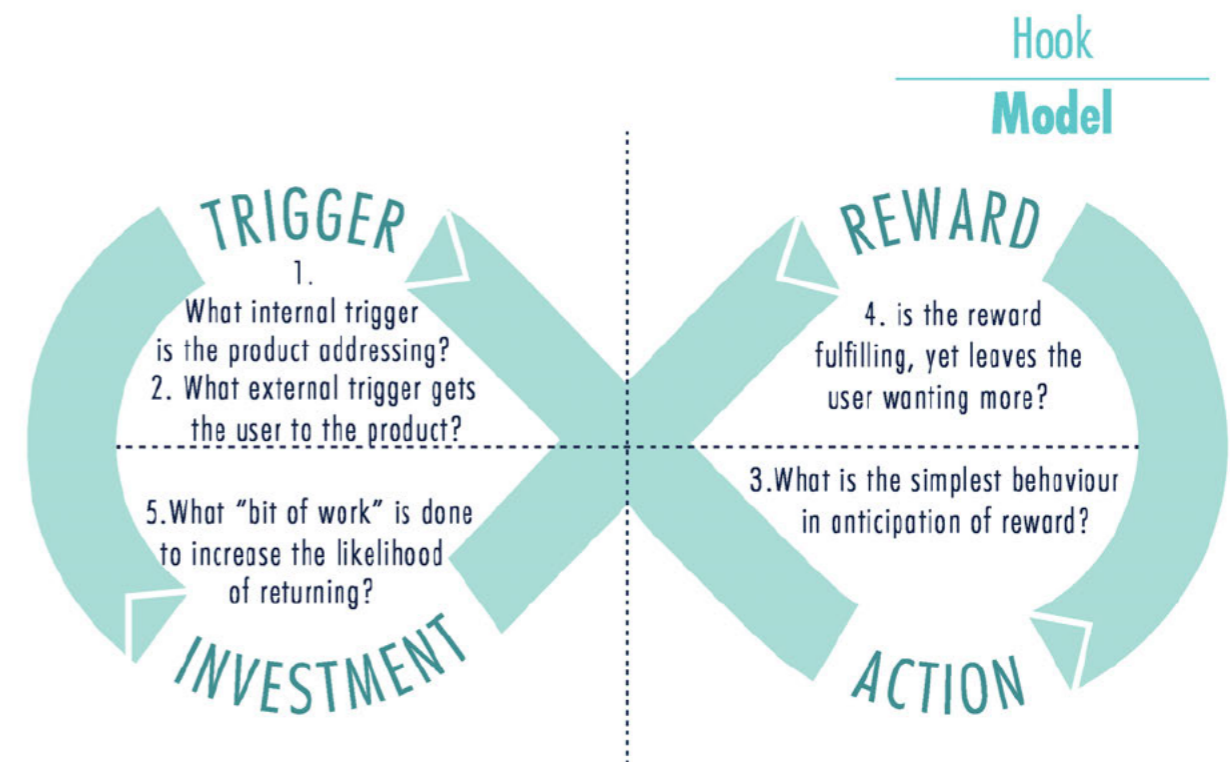 Hook
Model
TRIGGER
1.
What internal trigger
is the product addressing?
2. What external trigger gets
the user to the product?
REWARD
4. is the reward
fulfilling, yet leaves the
user wanting more?
5.What “bit of work” is done
to increase the likelihood
of returning?
INVESTMENT
3.What is the simplest behaviour
in anticipation of reward?
ACTION